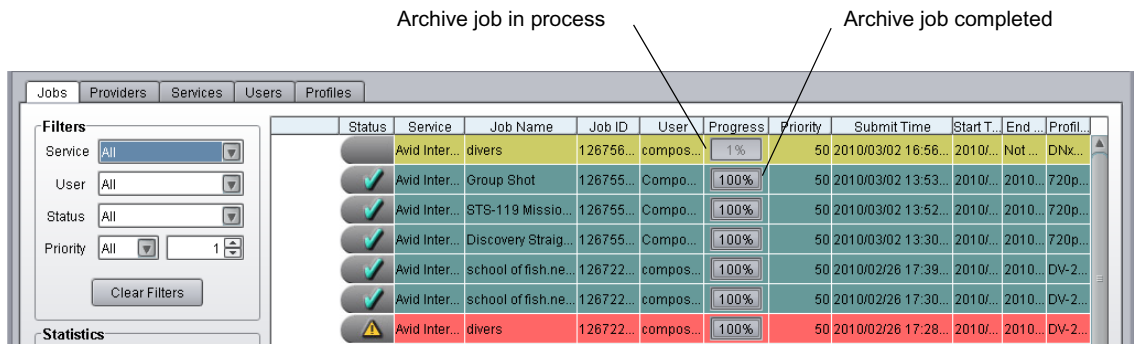 Archive job in process Archive job completed
Jobs Providers Services Users Profiles
Filters
Service All
User All
Status All
Priority All 1
Clear Filters
Statistics
Status Service Job Name Job ID User Progress Priority Submit Time Start T... End ... Profil...
Avid Inter... divers 126756... compos... 1% 50 2010/03/02 16:56... 2010/... Not ... DNx...
Avid Inter... Group Shot 126755... Compo... 100% 50 2010/03/02 13:53... 2010/... 2010... 720p...
Avid Inter... STS-119 Missio... 126755... Compo... 100% 50 2010/03/02 13:52... 2010/... 2010... 720p...
Avid Inter... Discovery Straig... 126755... Compo... 100% 50 2010/03/02 13:30... 2010/... 2010... 720p...
Avid Inter... school of fish.ne... 126722... compos... 100% 50 2010/02/26 17:39... 2010/... 2010... DV-2...
Avid Inter... school of fish.ne... 126722... compos... 100% 50 2010/02/26 17:30... 2010/... 2010... DV-2...
Avid Inter... divers 126722... compos... 100% 50 2010/02/26 17:28... 2010/... 2010... DV-2...